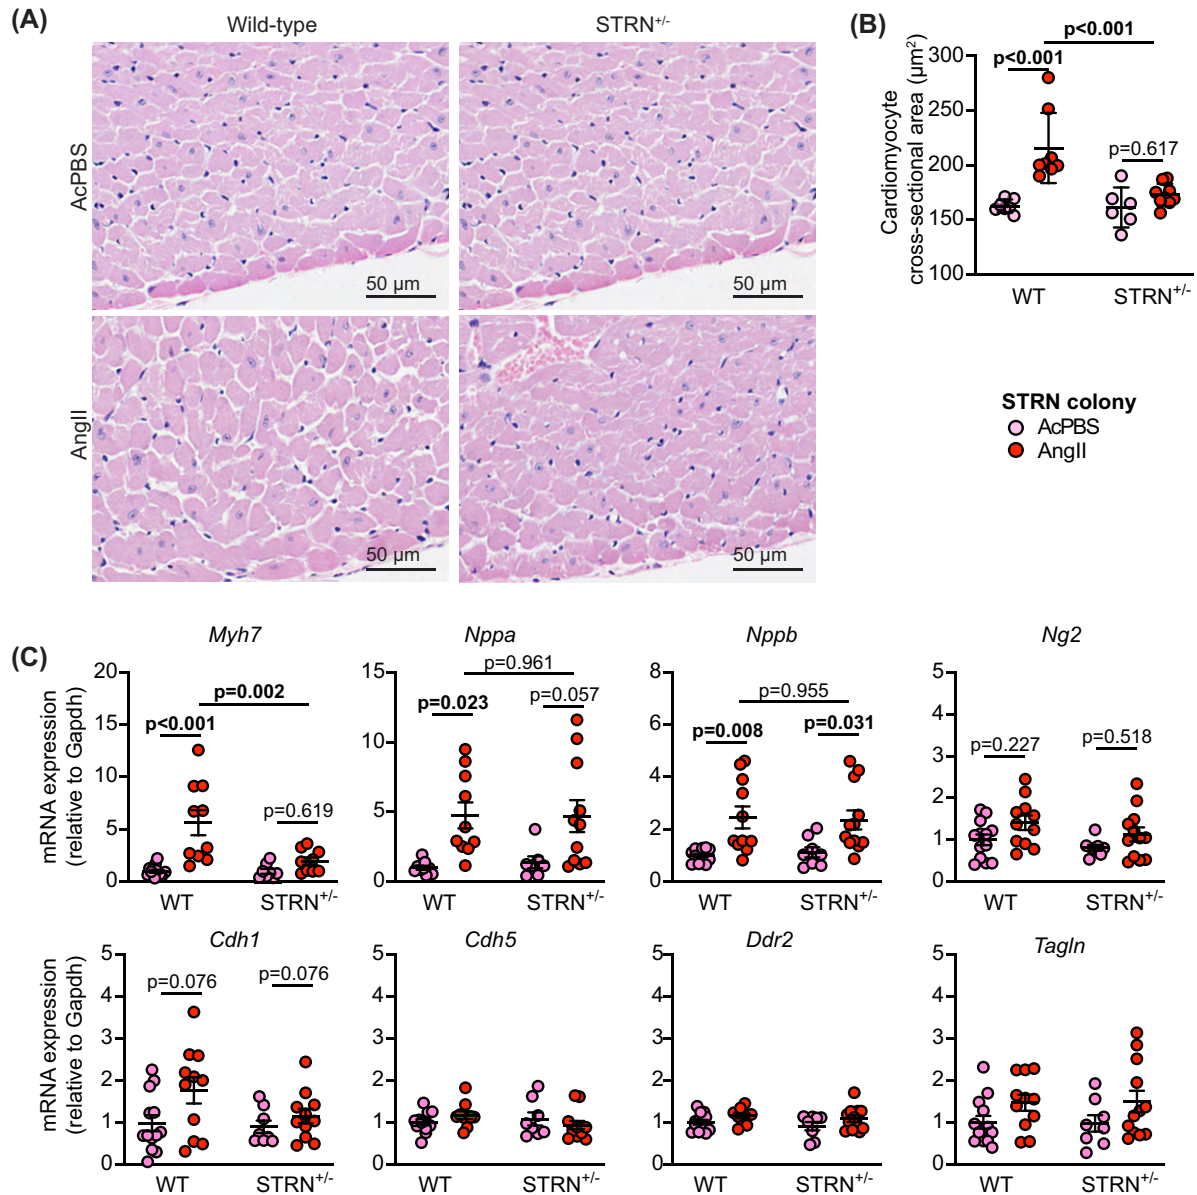 (A)
Wild-type
STRN+/-
AcPBS
50 µm
50 µm
AngII
50 µm
50 µm
(B)
Cardiomyocyte
cross-sectional area (µm²)
300
250
200
150
100
p<0.001
p<0.001
p=0.617
WT
STRN+/-
STRN colony
AcPBS
AngII
(C)
Myh7
mRNA expression
(relative to Gapdh)
20
15
10
5
0
p<0.001
p=0.002
p=0.619
WT
STRN+/-
Nppa
15
10
5
0
p=0.961
p=0.023
p=0.057
WT
STRN+/-
Nppb
8
6
4
2
0
p=0.955
p=0.008
p=0.031
WT
STRN+/-
Ng2
5
4
3
2
1
0
p=0.227
p=0.518
WT
STRN+/-
Cdh1
mRNA expression
(relative to Gapdh)
5
4
3
2
1
0
p=0.076
p=0.076
WT
STRN+/-
Cdh5
5
4
3
2
1
0
WT
STRN+/-
Ddr2
5
4
3
2
1
0
WT
STRN+/-
Tagln
5
4
3
2
1
0
WT
STRN+/-